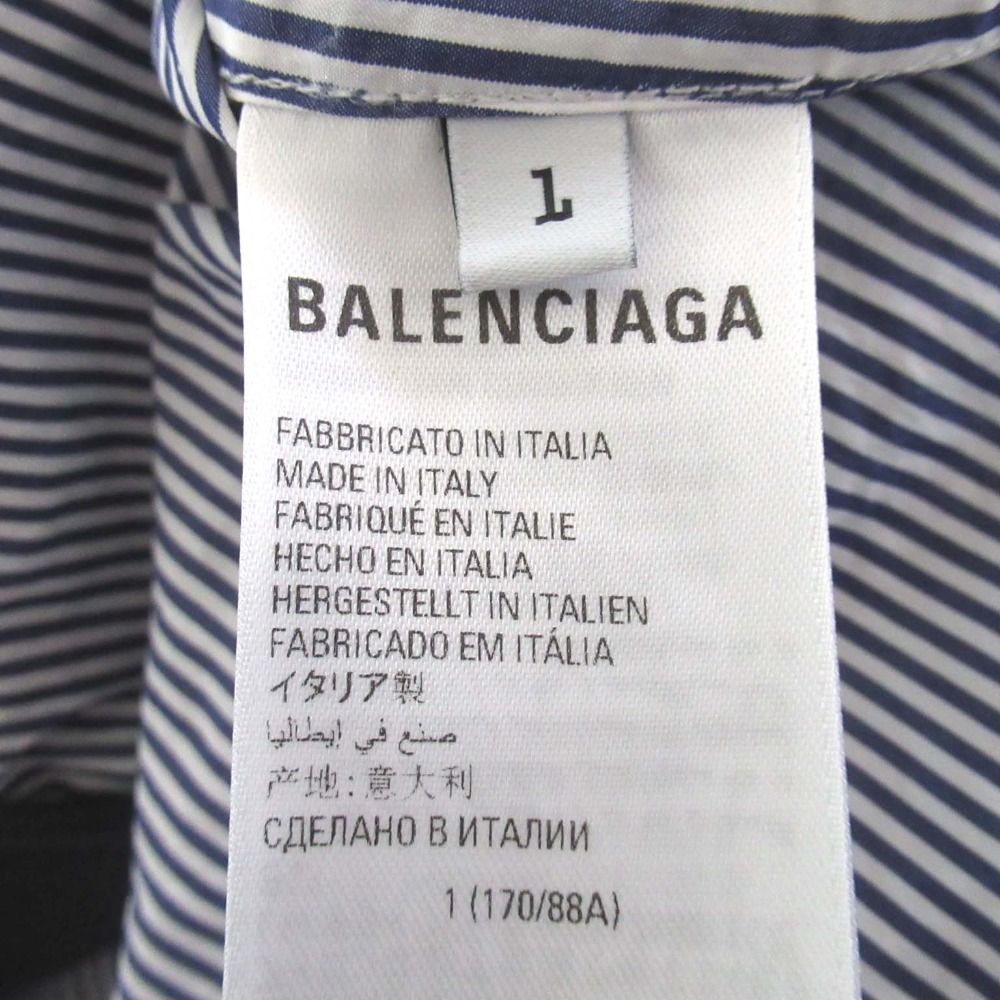 1
BALENCIAGA
FABBRICATO IN ITALIA
MADE IN ITALY
FABRIQUÉ EN ITALIE
HECHO EN ITALIA
HERGESTELLT IN ITALIEN
FABRICADO EM ITÁLIA
イタリア製
صنع في إيطاليا
产地:意大利
СДЕЛАНО В ИТАЛИИ
1 (170/88A)